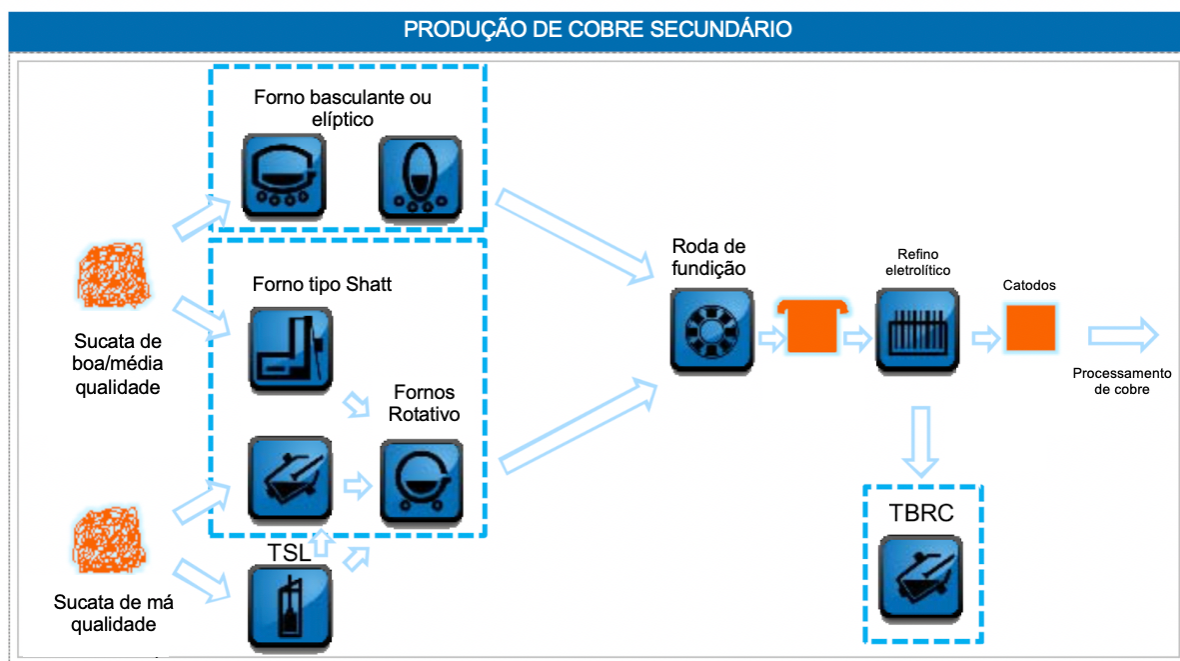 PRODUÇÃO DE COBRE SECUNDÁRIO
Forno basculante ou
elíptico
Forno tipo Shatt
Sucata de
boa/média
qualidade
Fornos
Rotativo
TSL
Sucata de má
qualidade
Roda de
fundição
Refino
eletrolítico
Catodos
Processamento
de cobre
TBRC